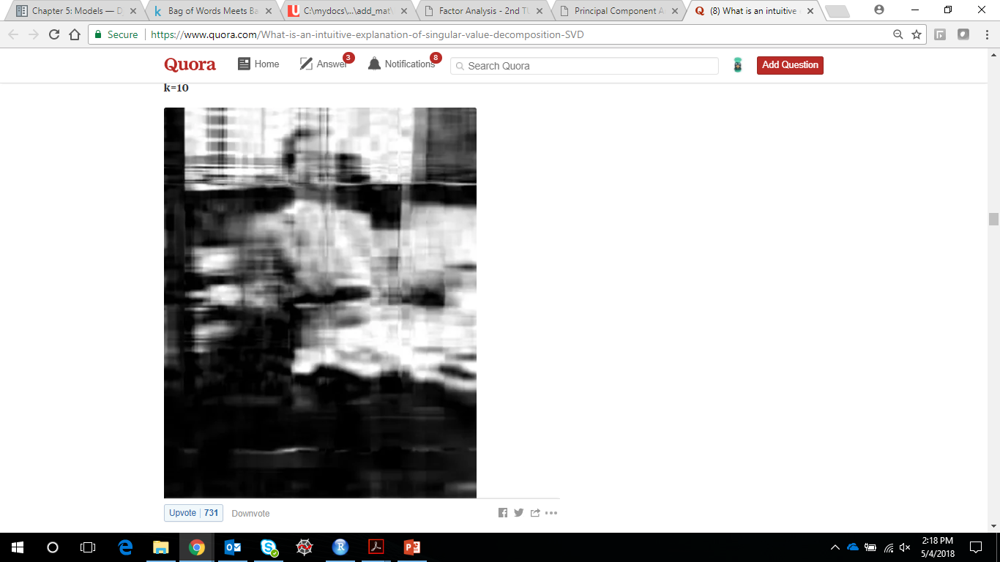 Chapter 5: Models — D
Bag of Words Meets Ba
C:\mydocs\...\add_mat\
Factor Analysis - 2nd TU
Principal Component A
(8) What is an intuitive
Secure https://www.quora.com/What-is-an-intuitive-explanation-of-singular-value-decomposition-SVD
Quora Home Answer 3 Notifications 8 Search Quora Add Question
k=10
Upvote 731 Downvote
2:18 PM
5/4/2018